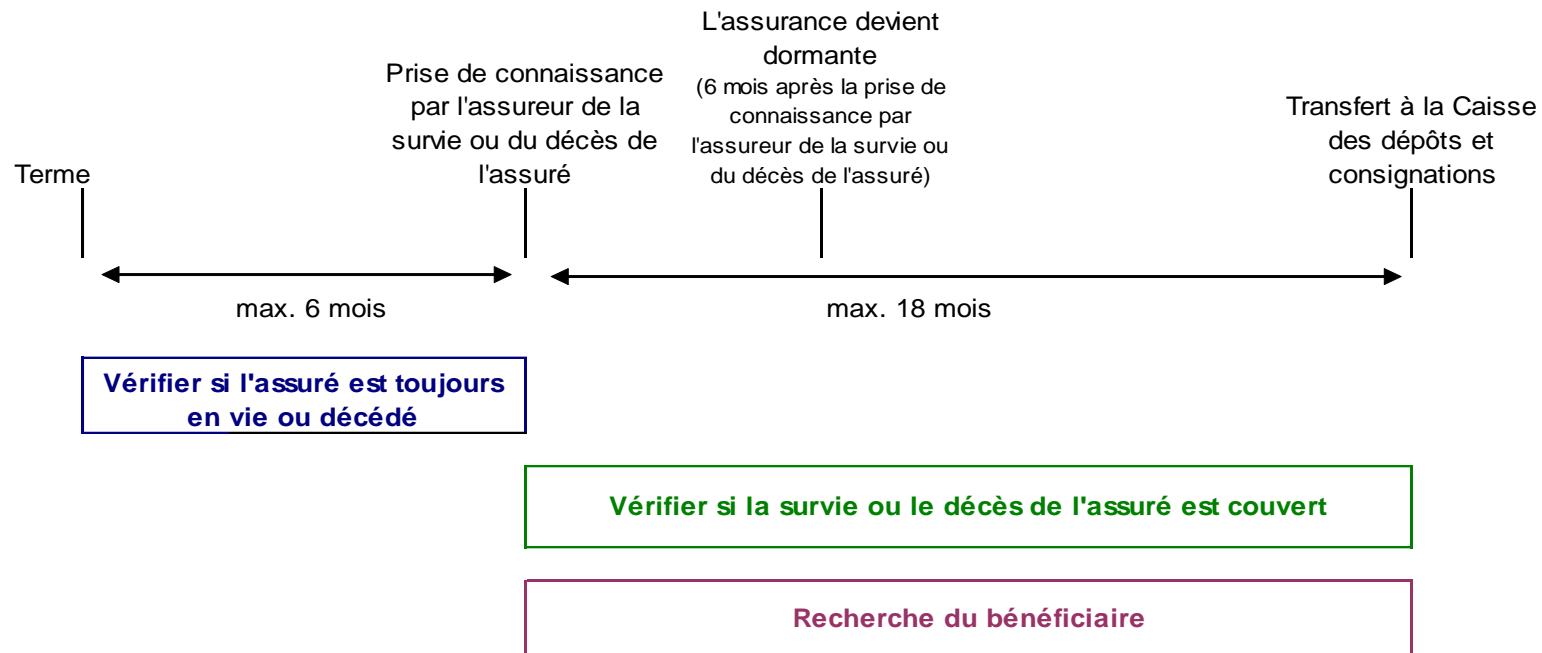 Terme
Prise de connaissance
par l'assureur de la
survie ou du décès de
l'assuré
L'assurance devient
dormante
(6 mois après la prise de
connaissance par
l'assureur de la survie ou
du décès de l'assuré)
Transfert à la Caisse
des dépôts et
consignations
max. 6 mois
max. 18 mois
Vérifier si l'assuré est toujours
en vie ou décédé
Vérifier si la survie ou le décès de l'assuré est couvert
Recherche du bénéficiaire